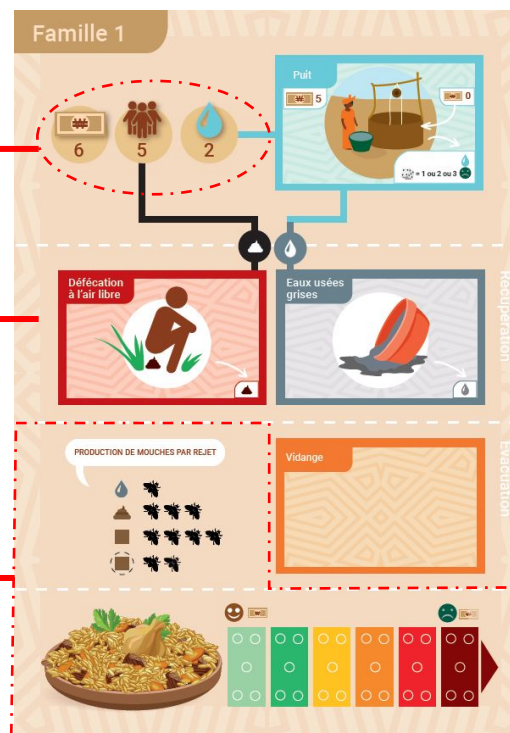 Famille 1
6
5
2
Puit
5
0
= 1 ou 2 ou 3
Défécation
à l'air libre
Eaux usées
grises
Récupération
PRODUCTION DE MOUCHES PAR REJET
Vidange
Évacuation